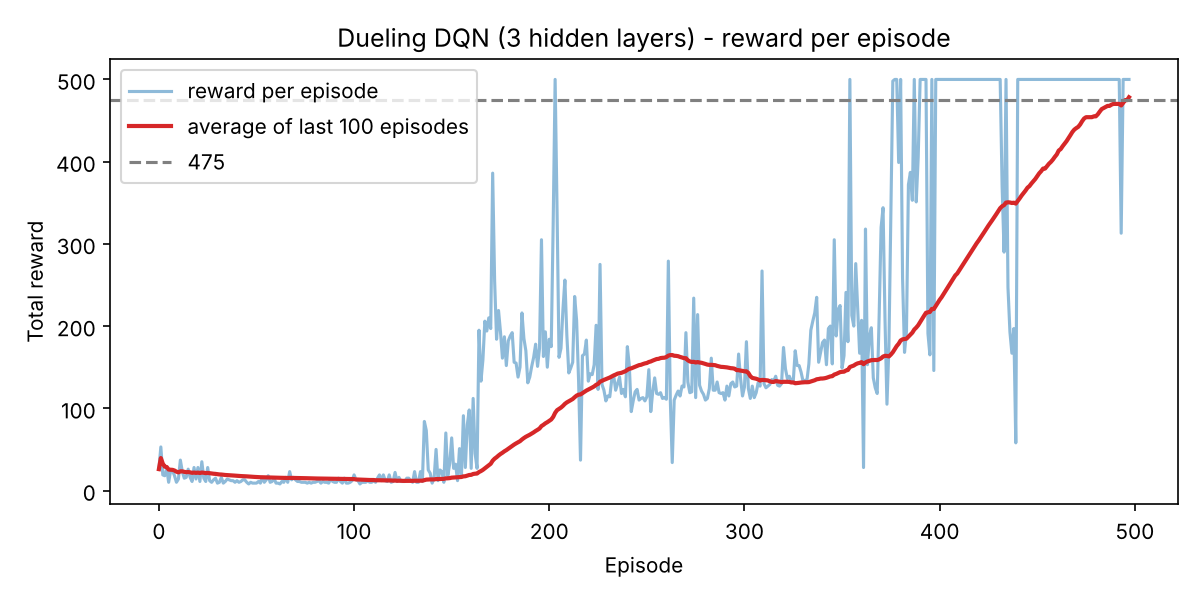 Dueling DQN (3 hidden layers) - reward per episode
reward per episode
average of last 100 episodes
475
Total reward
500
400
300
200
100
0
0 100 200 300 400 500
Episode